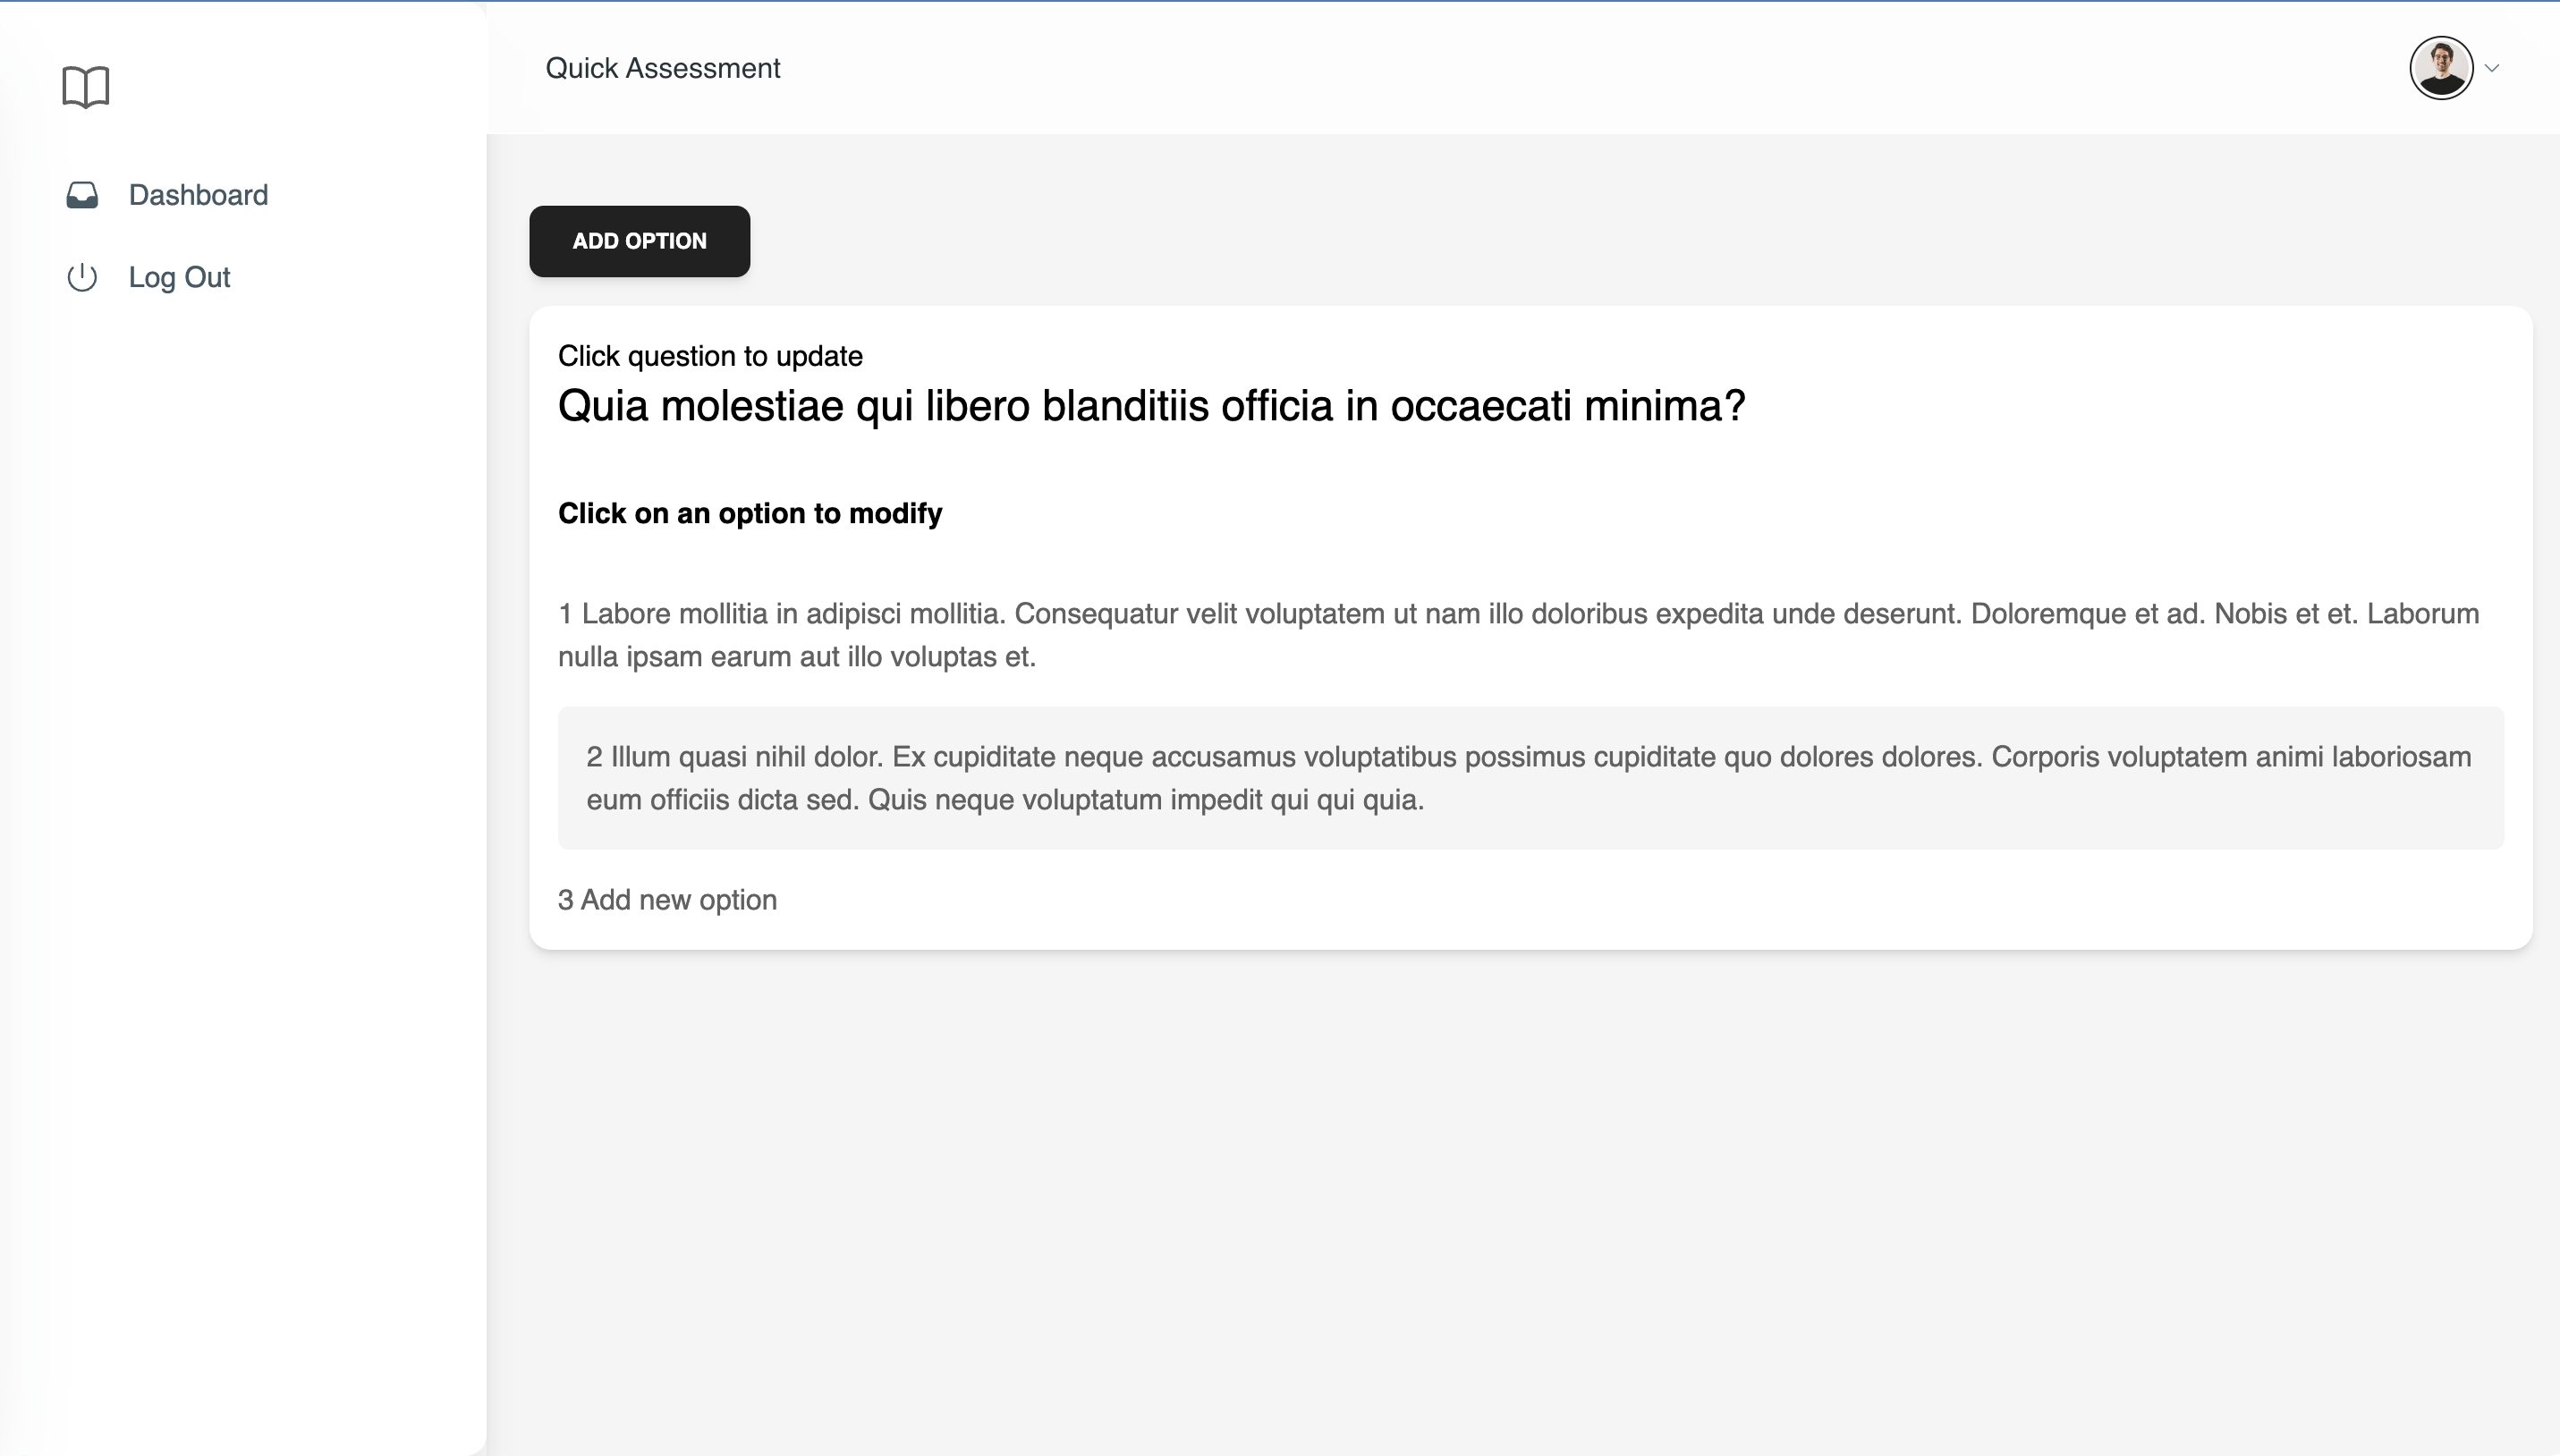 Quick Assessment
Dashboard
Log Out
ADD OPTION
Click question to update
Quia molestiae qui libero blanditiis officia in occaecati minima?
Click on an option to modify
1 Labore mollitia in adipisci mollitia. Consequatur velit voluptatem ut nam illo doloribus expedita unde deserunt. Doloremque et ad. Nobis et et. Laborum
nulla ipsam earum aut illo voluptas et.
2 Illum quasi nihil dolor. Ex cupiditate neque accusamus voluptatibus possimus cupiditate quo dolores dolores. Corporis voluptatem animi laboriosam
eum officiis dicta sed. Quis neque voluptatum impedit qui qui quia.
3 Add new option